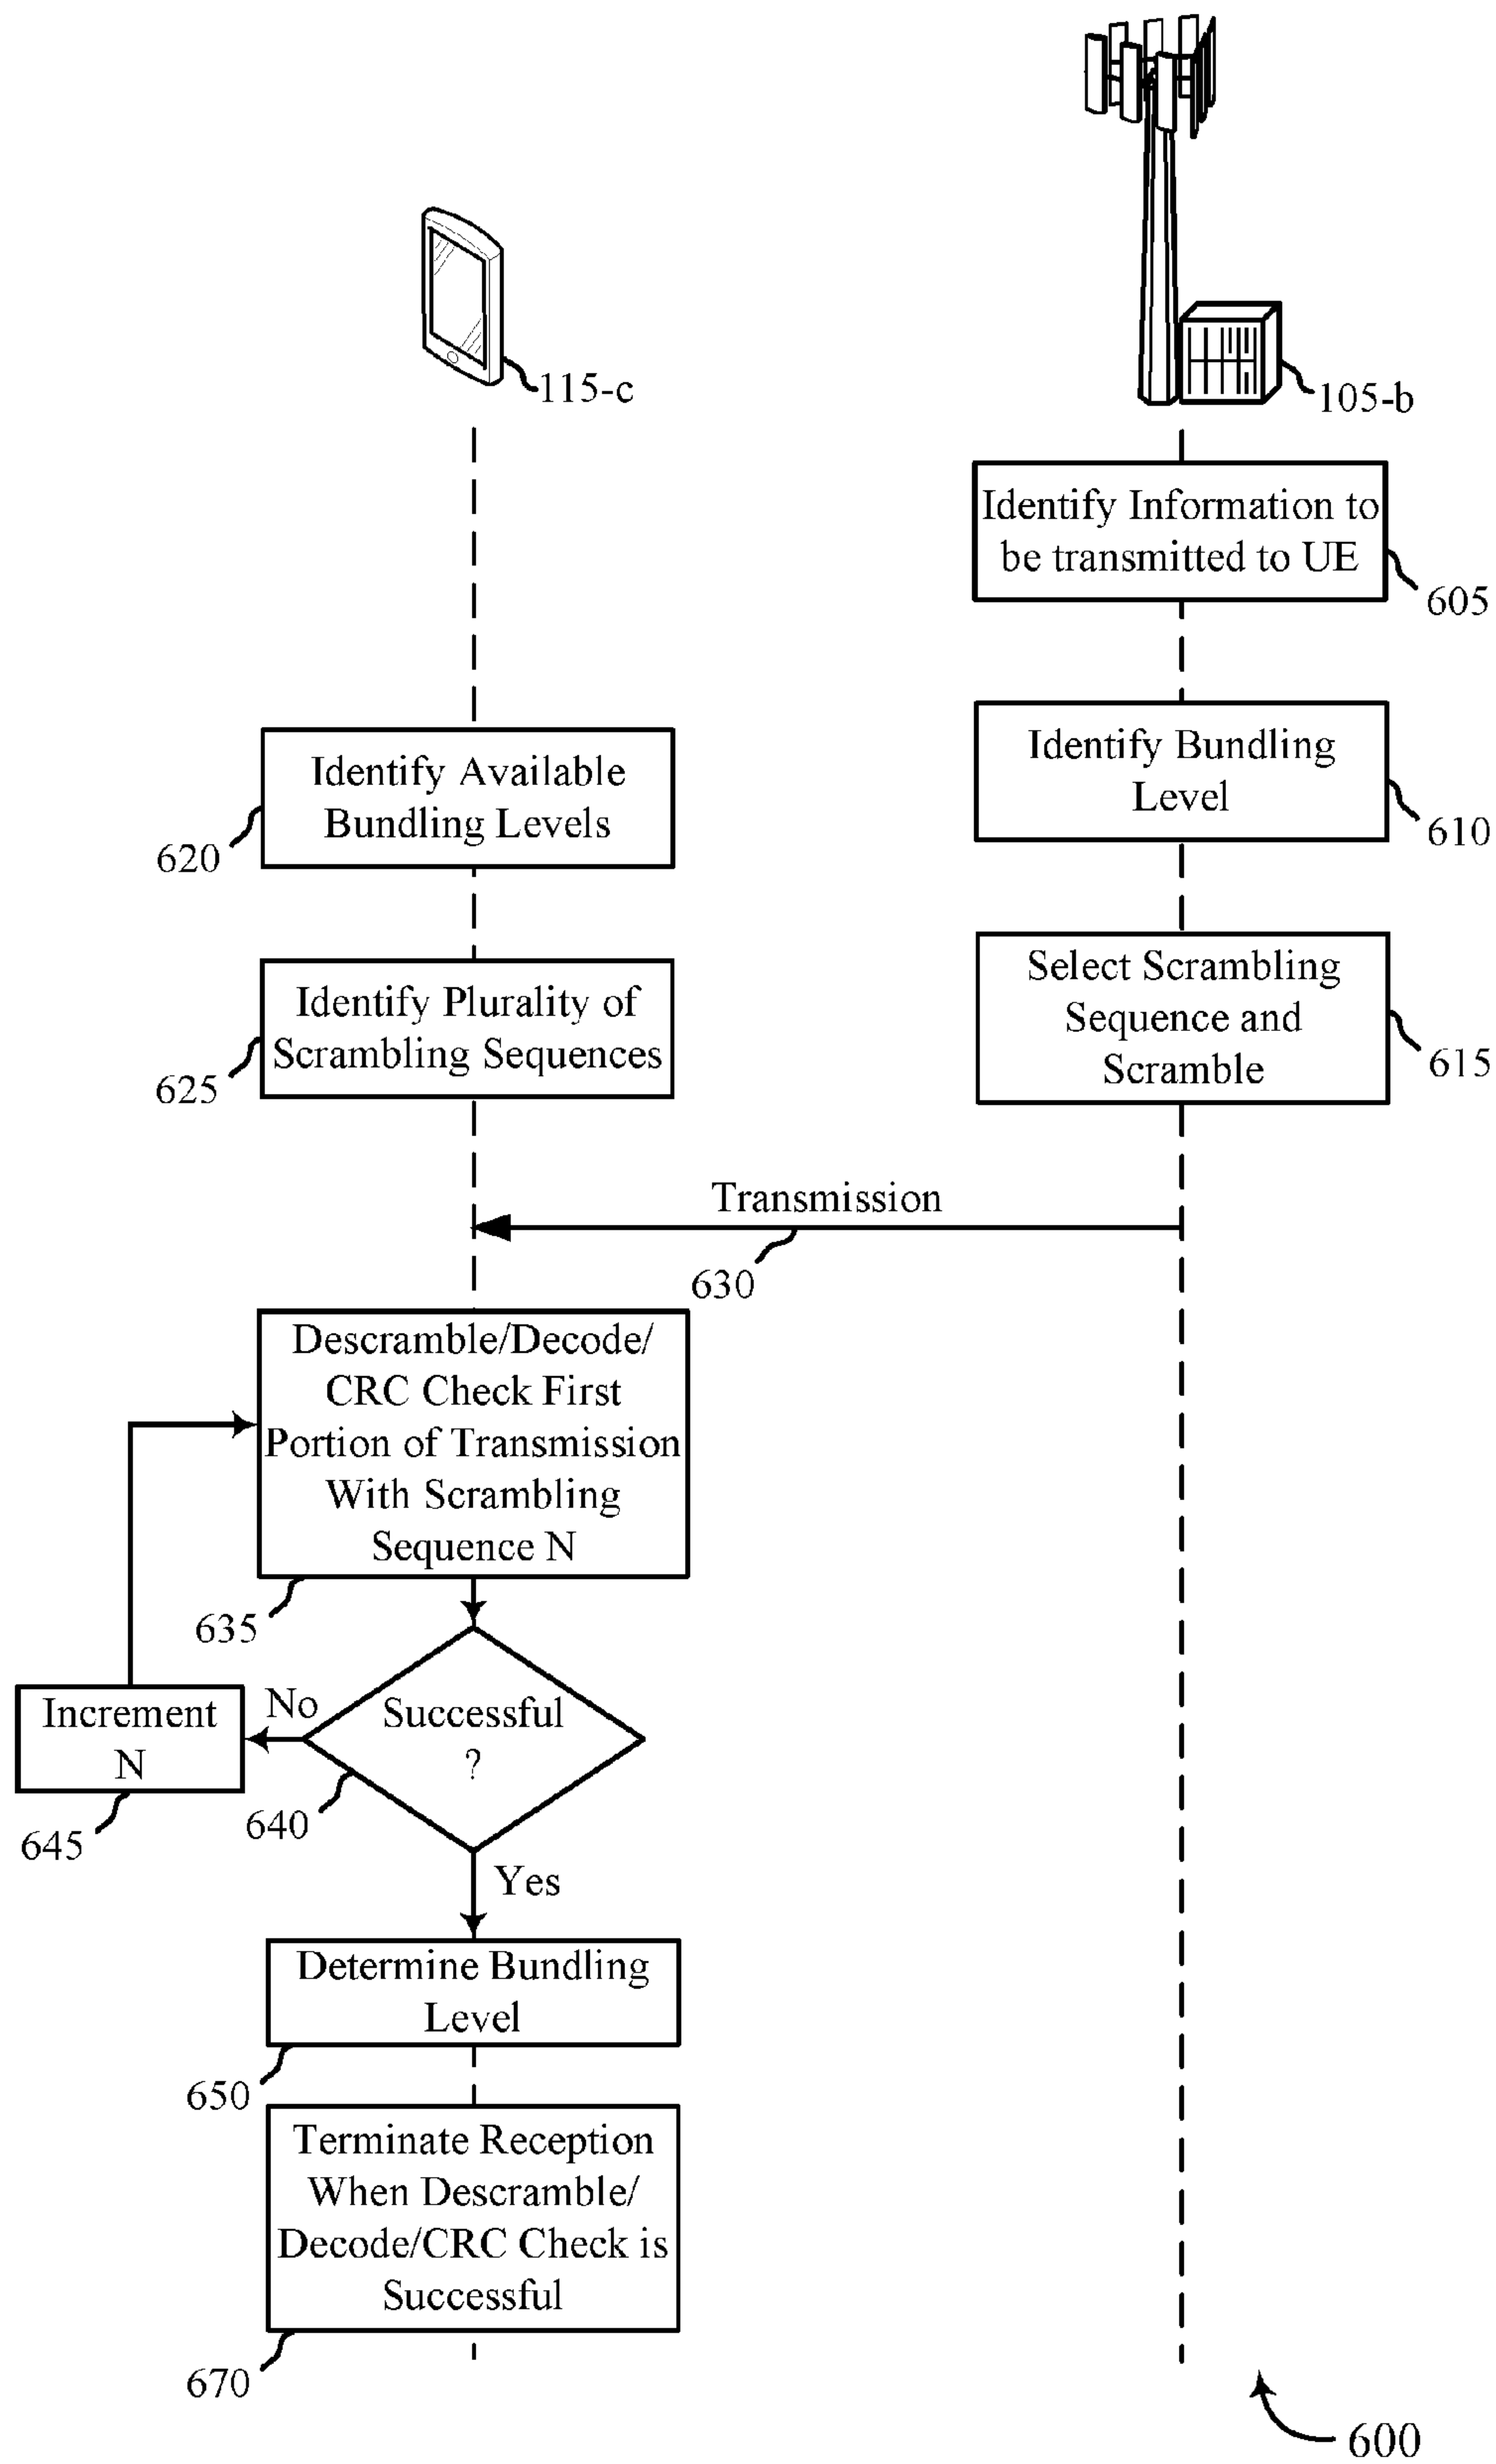 115-c
105-b
Identify Information to
be transmitted to UE
605
Identify Bundling
Level
610
Identify Available
Bundling Levels
620
Select Scrambling
Sequence and
Scramble
615
Identify Plurality of
Scrambling Sequences
625
Transmission
630
Descramble/Decode/
CRC Check First
Portion of Transmission
With Scrambling
Sequence N
635
Successful
?
640
No
Increment
N
645
Yes
Determine Bundling
Level
650
Terminate Reception
When Descramble/
Decode/CRC Check is
Successful
670
600